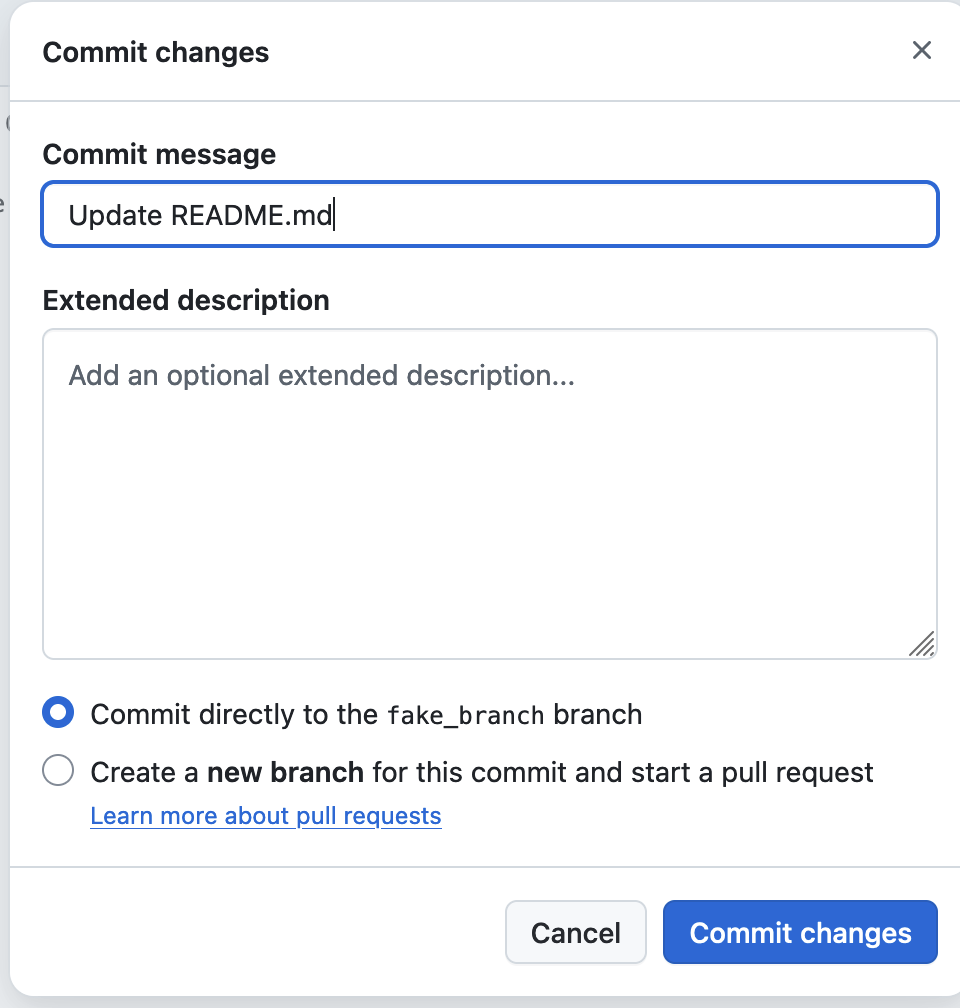 Commit changes
Commit message
Update README.md
Extended description
Add an optional extended description...
Commit directly to the fake_branch branch
Create a new branch for this commit and start a pull request
Learn more about pull requests
Cancel
Commit changes